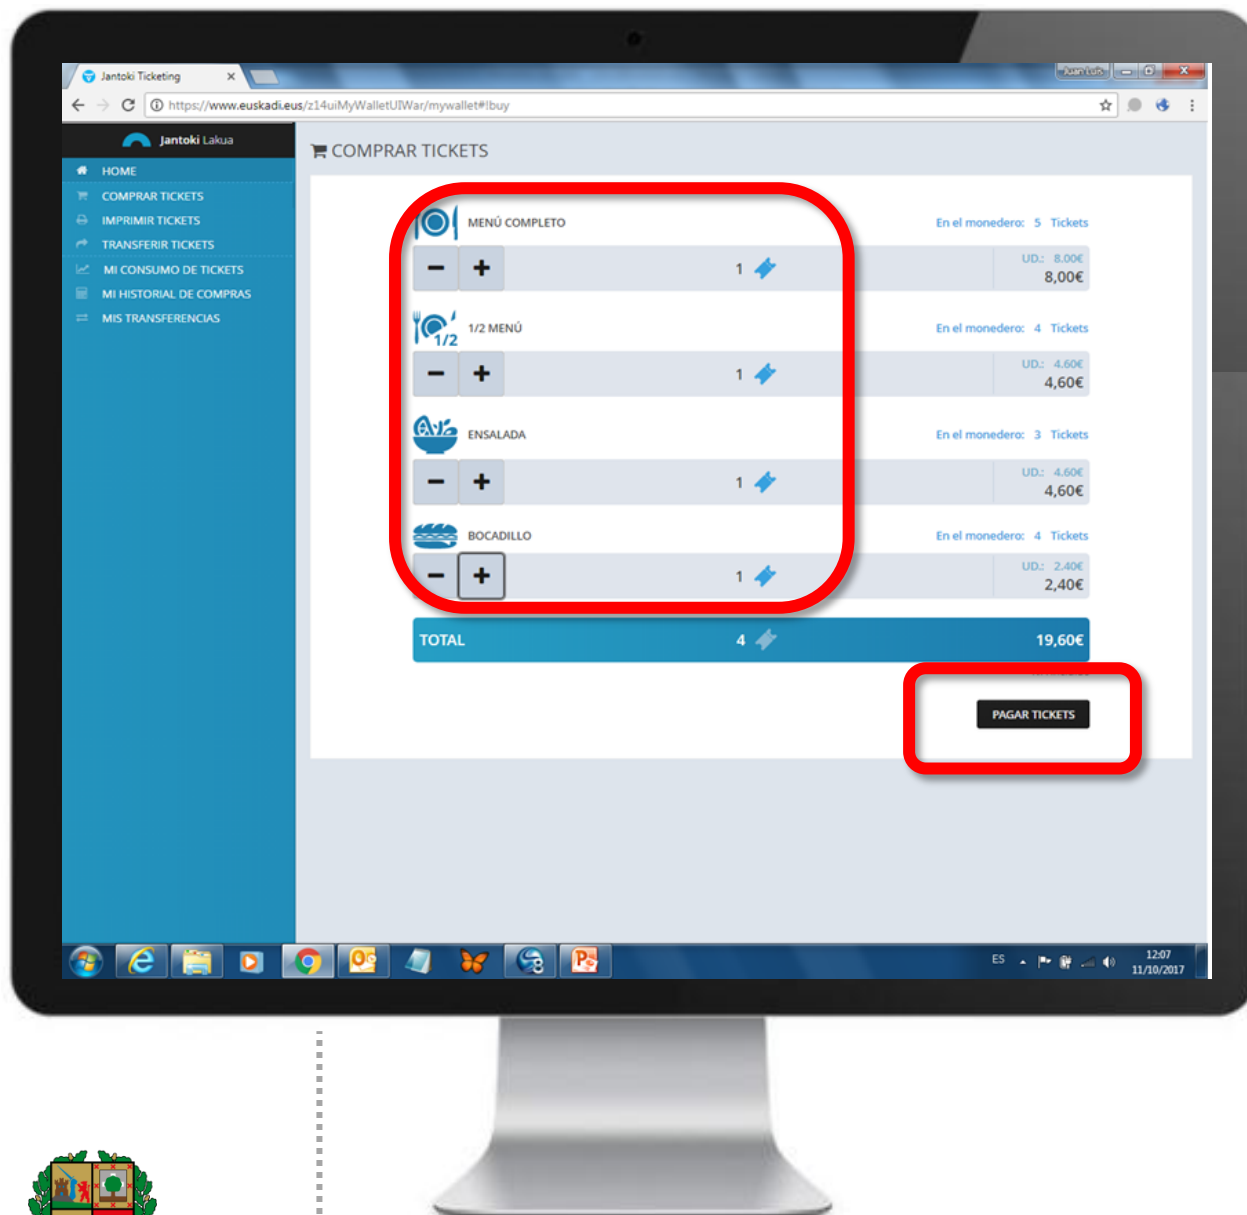 Jantoki Ticketing
Juan Luis
https://www.euskadi.eus/z14uiMyWalletUIWar/mywallet#!buy
Jantoki Lakua
HOME
COMPRAR TICKETS
IMPRIMIR TICKETS
TRANSFERIR TICKETS
MI CONSUMO DE TICKETS
MI HISTORIAL DE COMPRAS
MIS TRANSFERENCIAS
COMPRAR TICKETS
MENÚ COMPLETO En el monedero: 5 Tickets
UD.: 8.00€
1 8,00€
1/2
1/2 MENÚ En el monedero: 4 Tickets
UD.: 4.60€
1 4,60€
ENSALADA En el monedero: 3 Tickets
UD.: 4.60€
1 4,60€
BOCADILLO En el monedero: 4 Tickets
UD.: 2.40€
1 2,40€
TOTAL 4 19,60€
PAGAR TICKETS
ES 12:07
11/10/2017